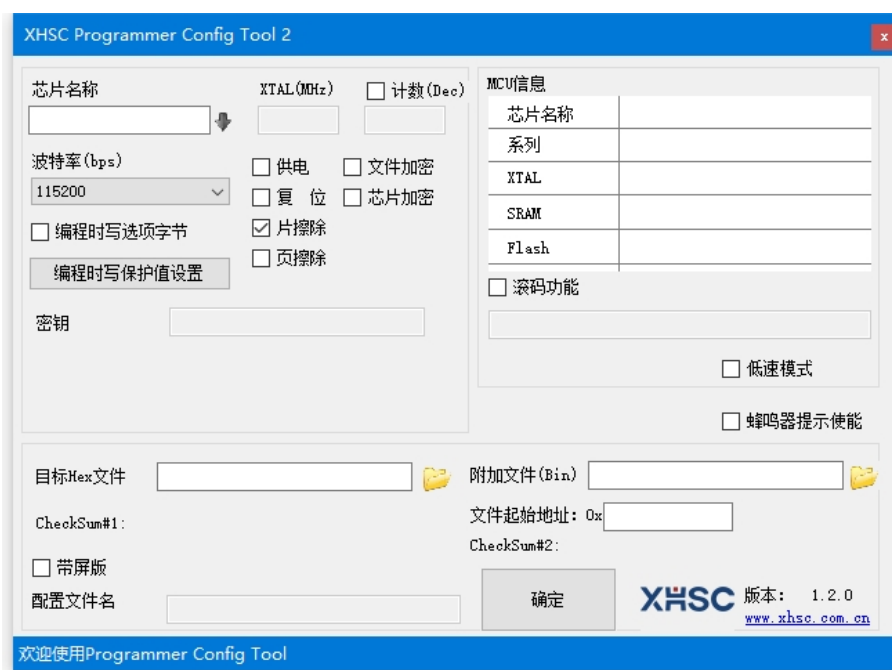 XHSC Programmer Config Tool 2
x
芯片名称
XTAL(MHz)
计数(Dec)
波特率(bps)
115200
供电
文件加密
复 位
芯片加密
编程时写选项字节
片擦除
编程时写保护值设置
页擦除
密钥
MCU信息
芯片名称
系列
XTAL
SRAM
Flash
滚码功能
低速模式
蜂鸣器提示使能
目标Hex文件
附加文件(Bin)
CheckSum#1:
文件起始地址: 0x
CheckSum#2:
带屏版
配置文件名
确定
XHSC
版本: 1.2.0
www.xhsc.com.cn
欢迎使用Programmer Config Tool